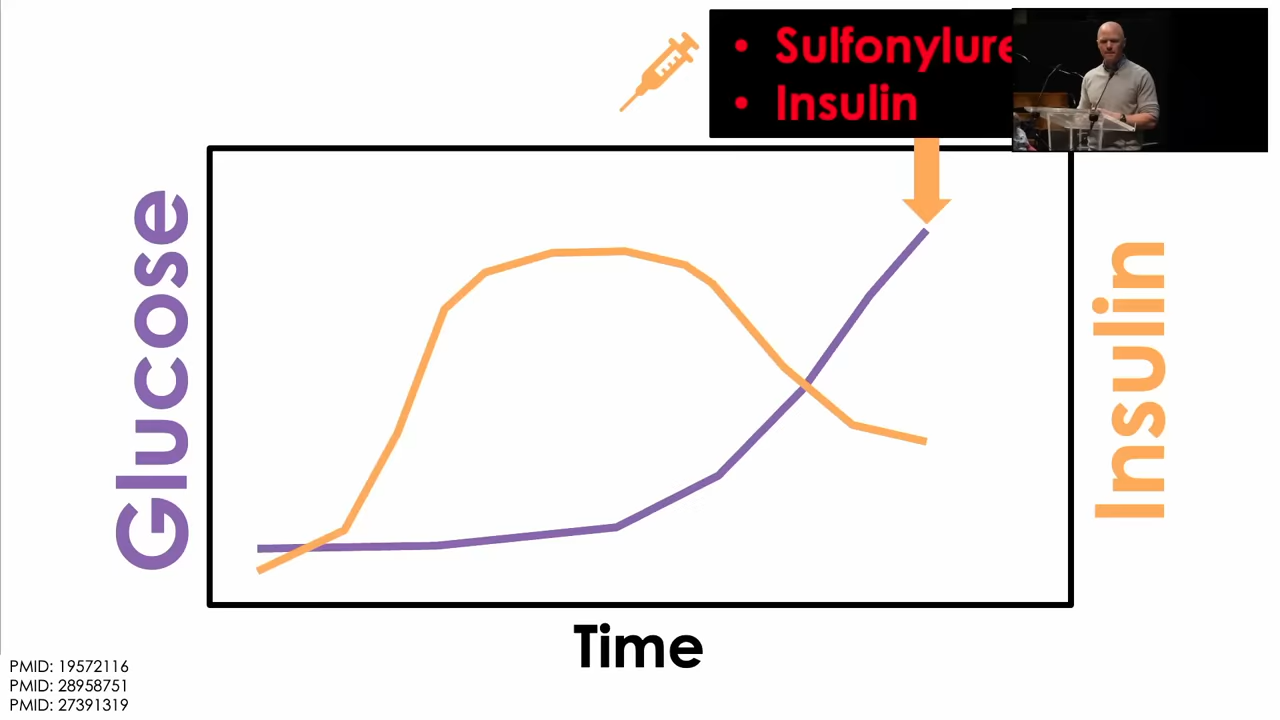 • Sulfonylure
• Insulin
Glucose
Insulin
Time
PMID: 19572116
PMID: 28958751
PMID: 27391319